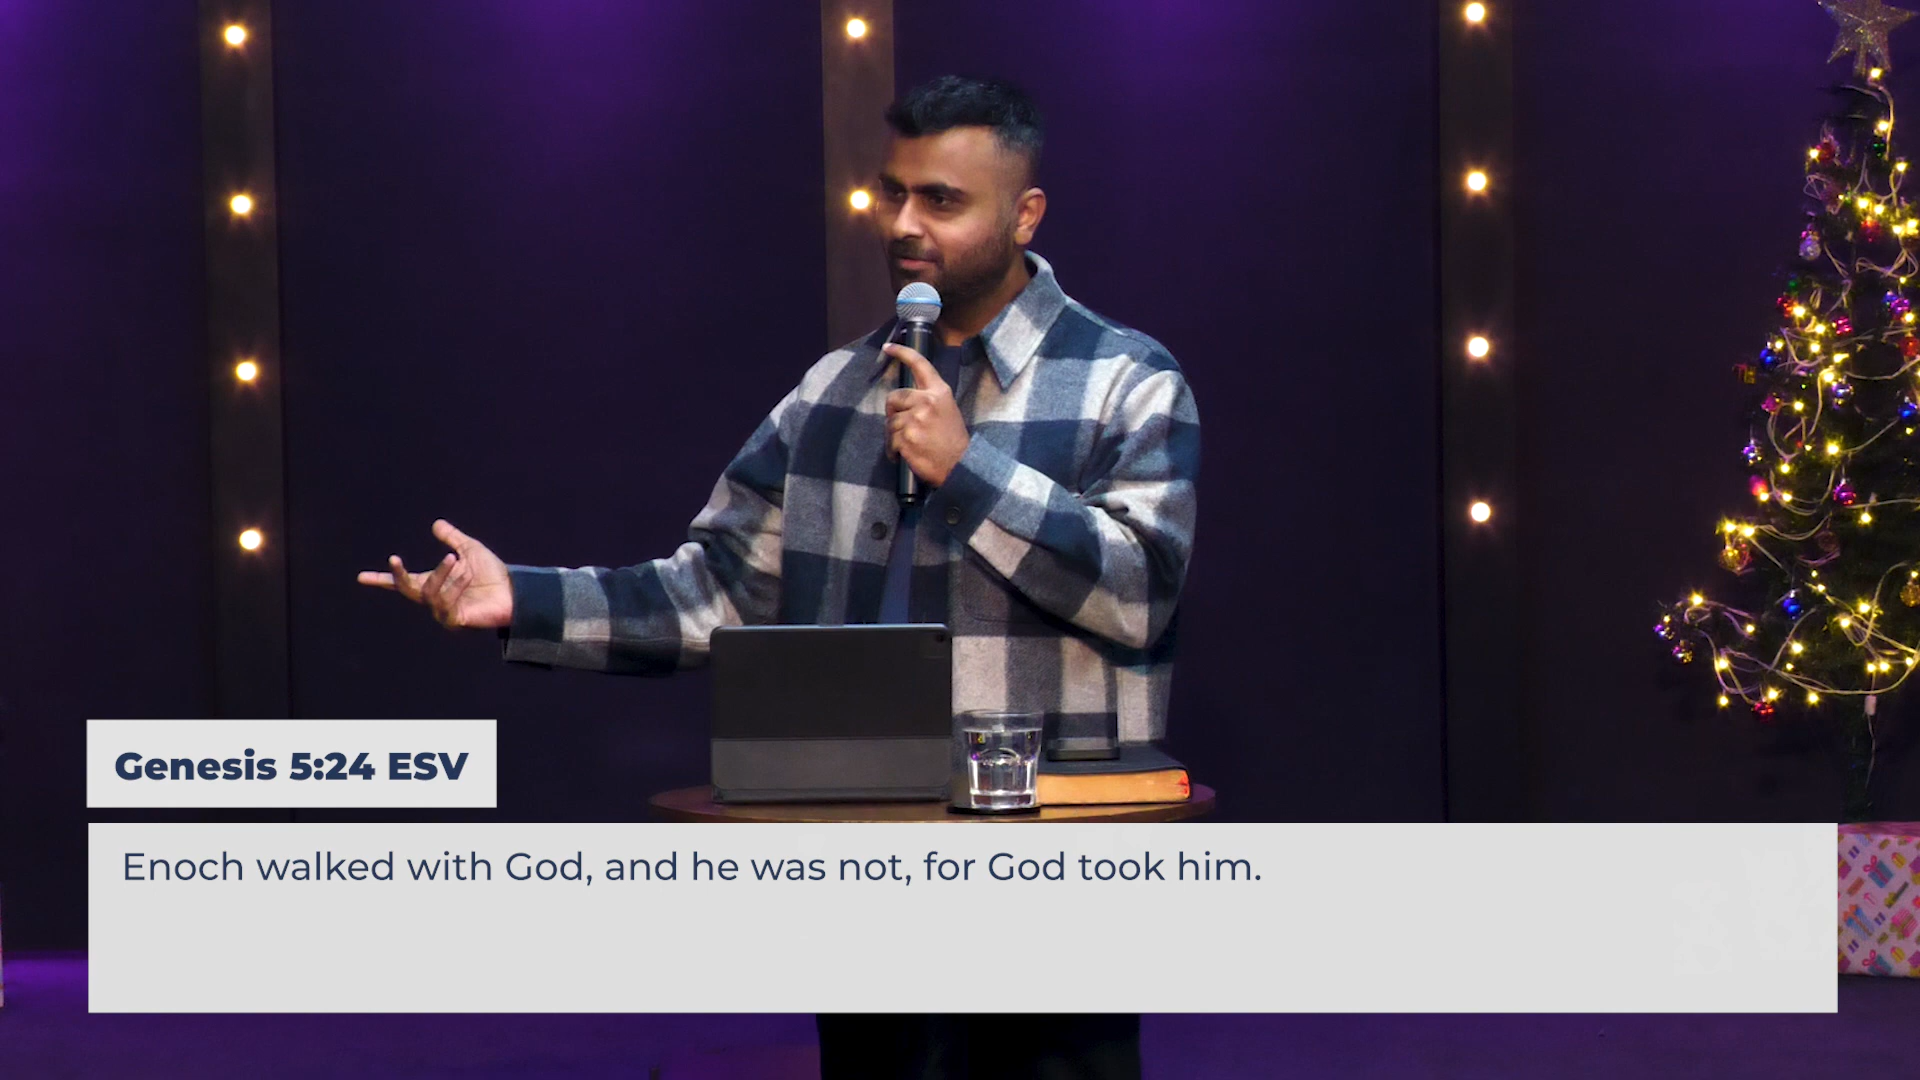 Genesis 5:24 ESV
Enoch walked with God, and he was not, for God took him.